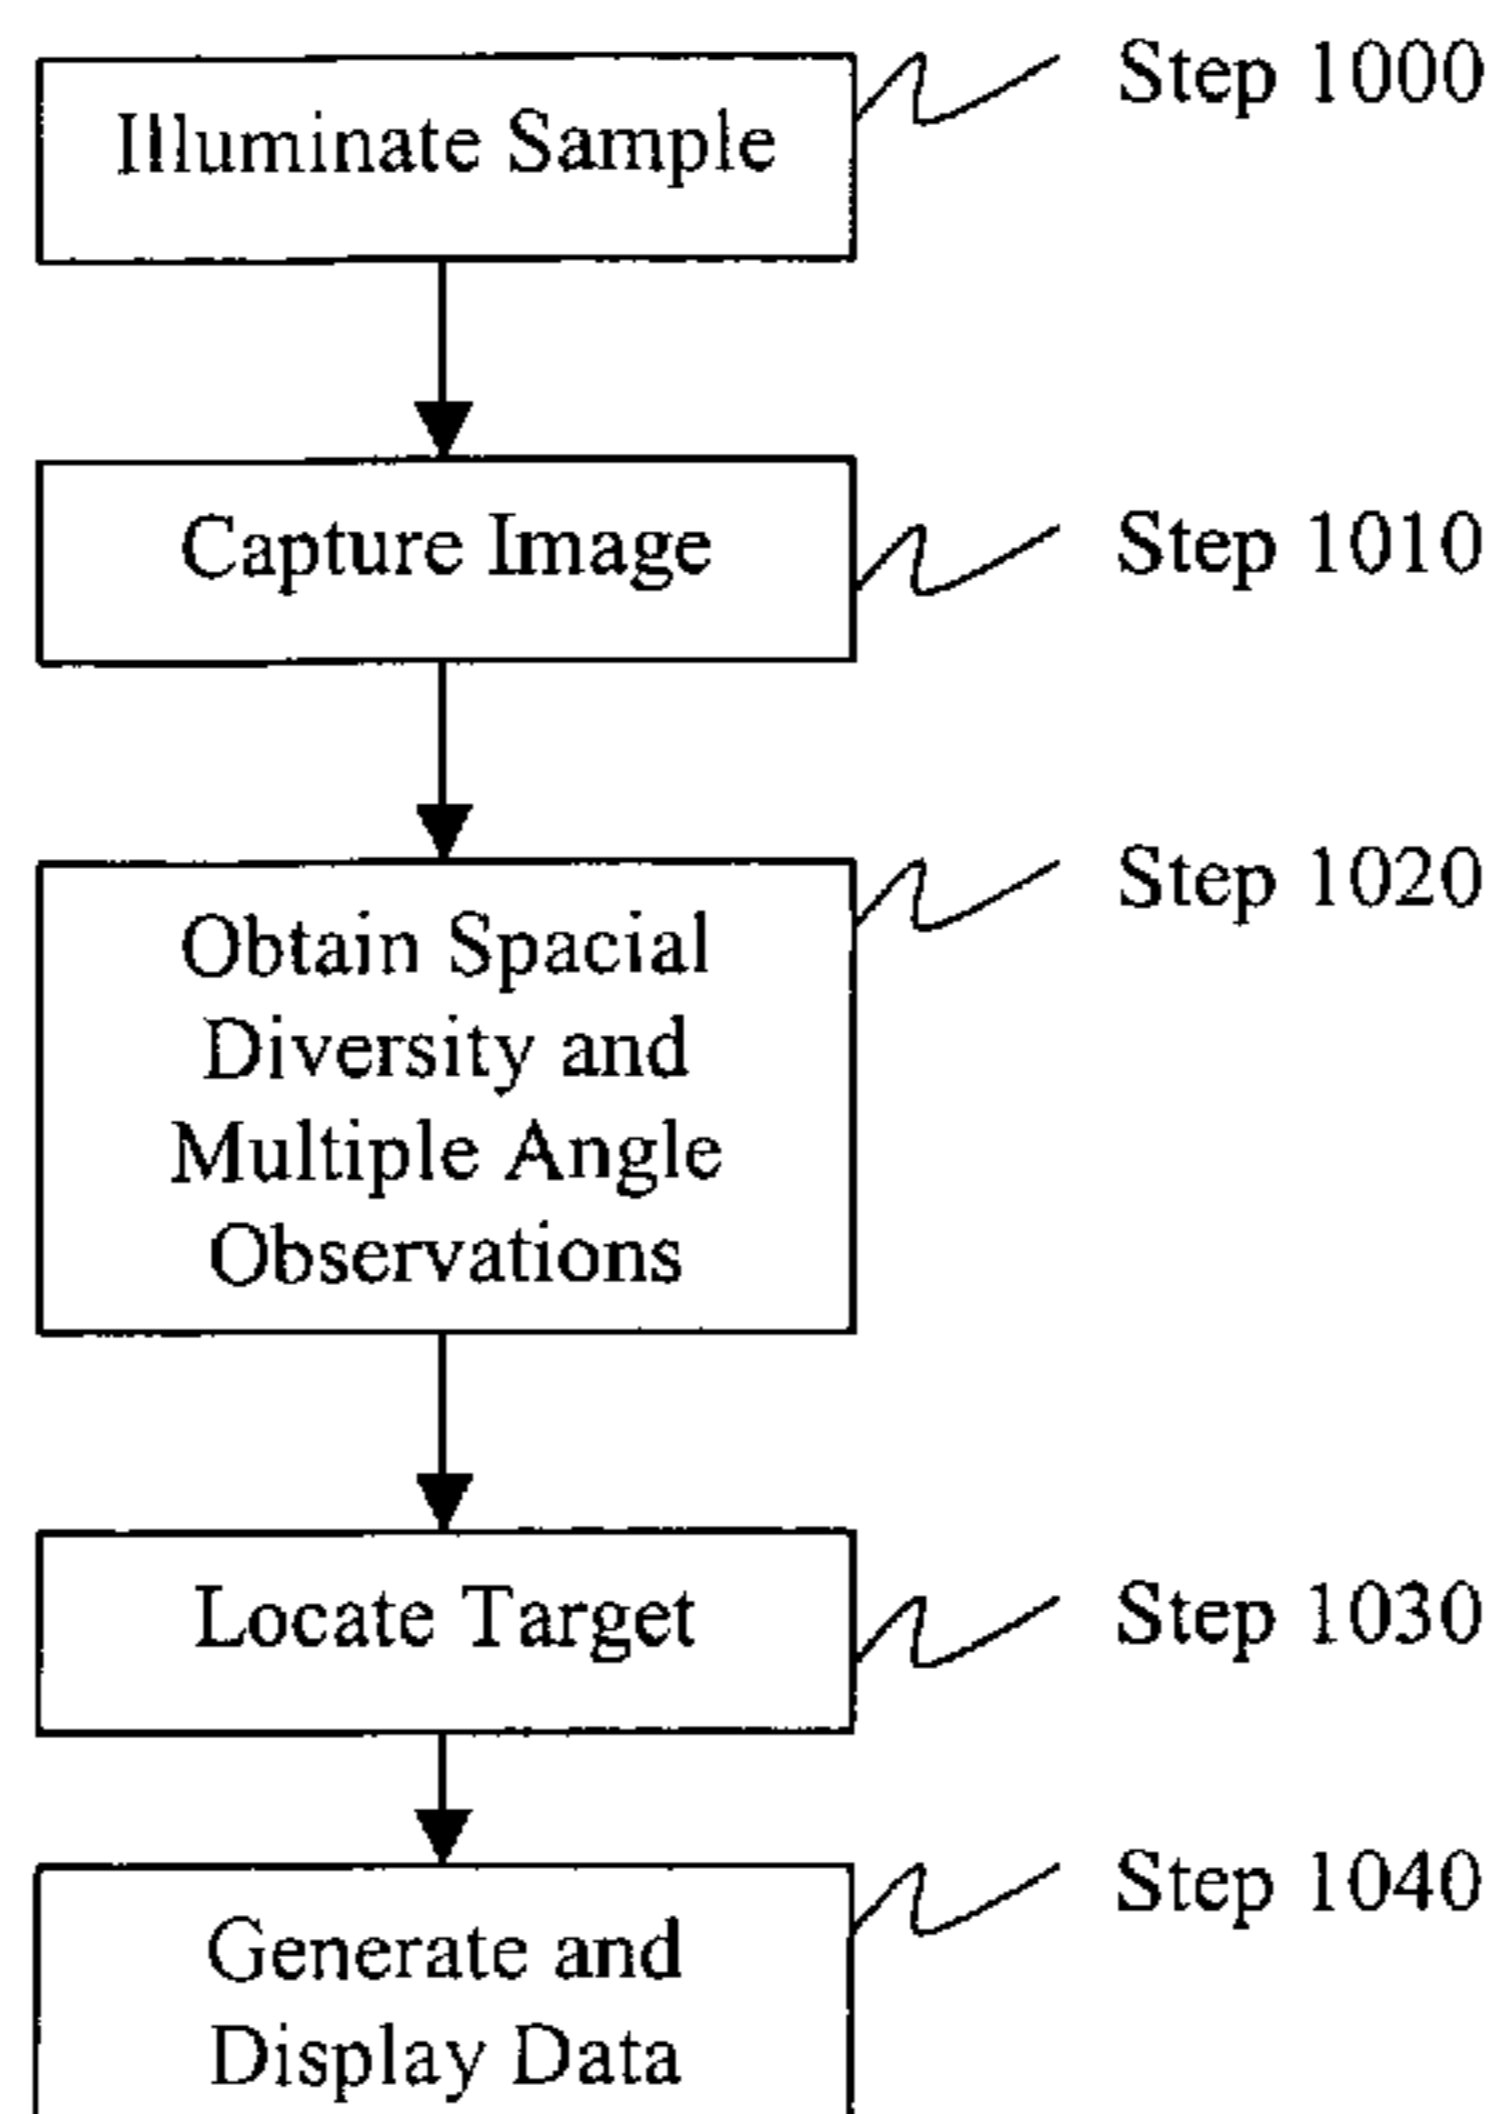 Illuminate Sample
Step 1000
Capture Image
Step 1010
Obtain Spacial
Diversity and
Multiple Angle
Observations
Step 1020
Locate Target
Step 1030
Generate and
Display Data
Step 1040